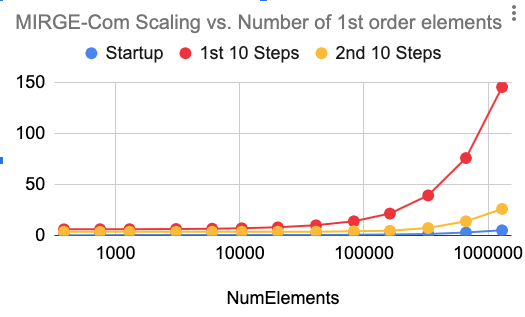 MIRGE-Com Scaling vs. Number of 1st order elements
Startup 1st 10 Steps 2nd 10 Steps
150
100
50
0
1000 10000 100000 1000000
NumElements